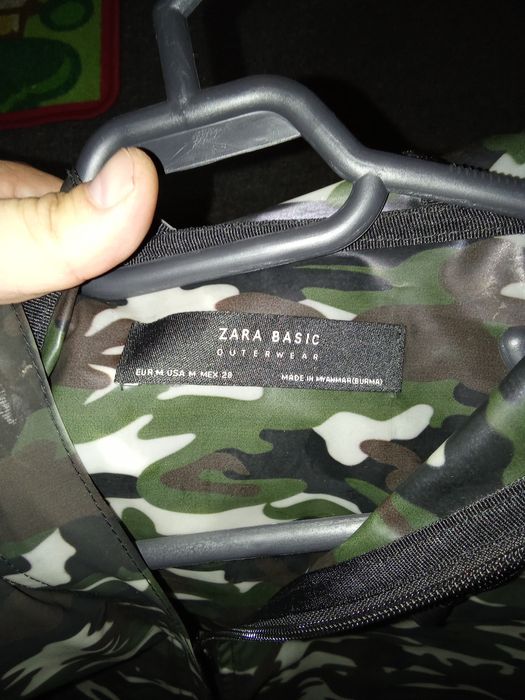 ZARA BASIC
OUTERWEAR
EUR M USA M MEX 28
MADE IN MYANMAR(BURMA)